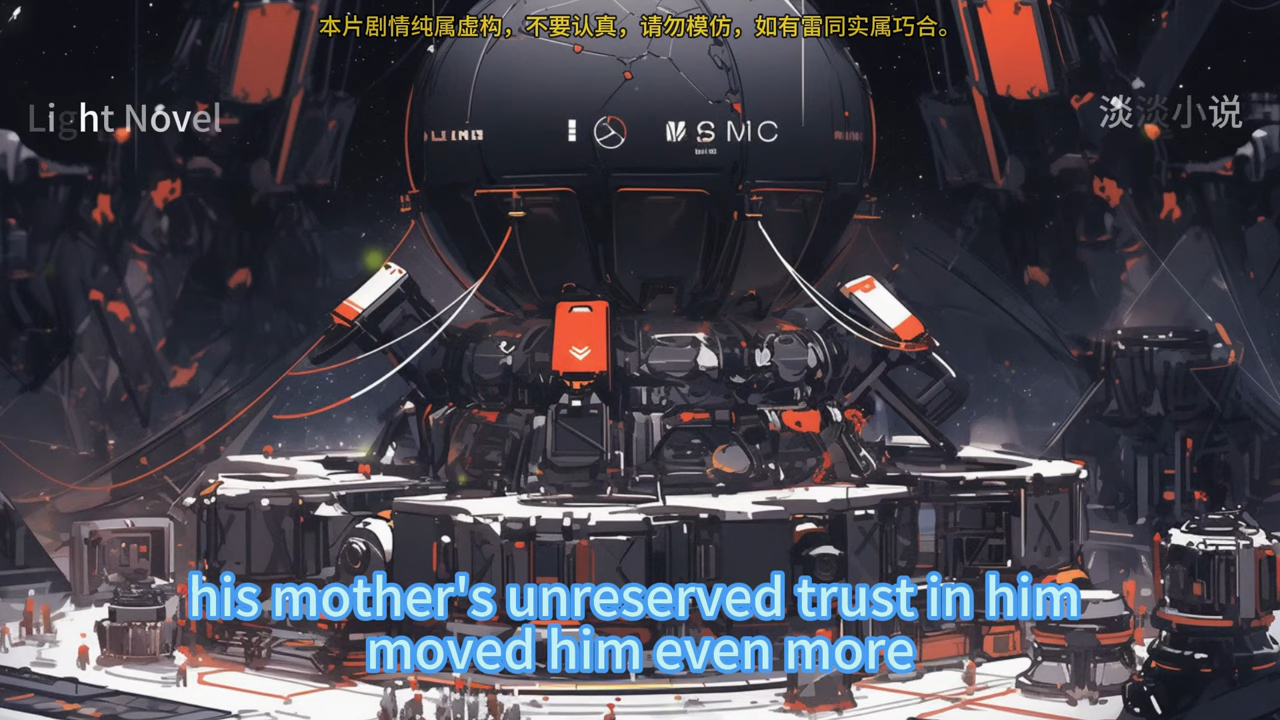 本片剧情纯属虚构，不要认真，请勿模仿，如有雷同实属巧合。
Light Novel
淡淡小说
SMC
his mother's unreserved trust in him
moved him even more